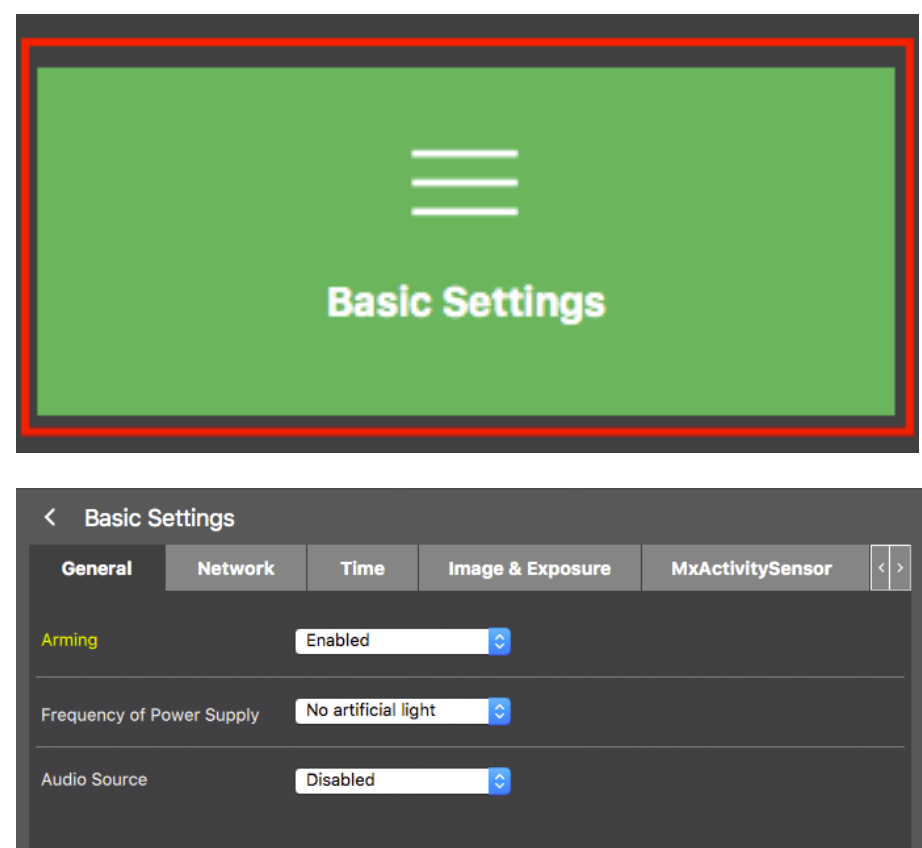 Basic Settings
< Basic Settings
General Network Time Image & Exposure MxActivitySensor < >
Arming Enabled
Frequency of Power Supply No artificial light
Audio Source Disabled